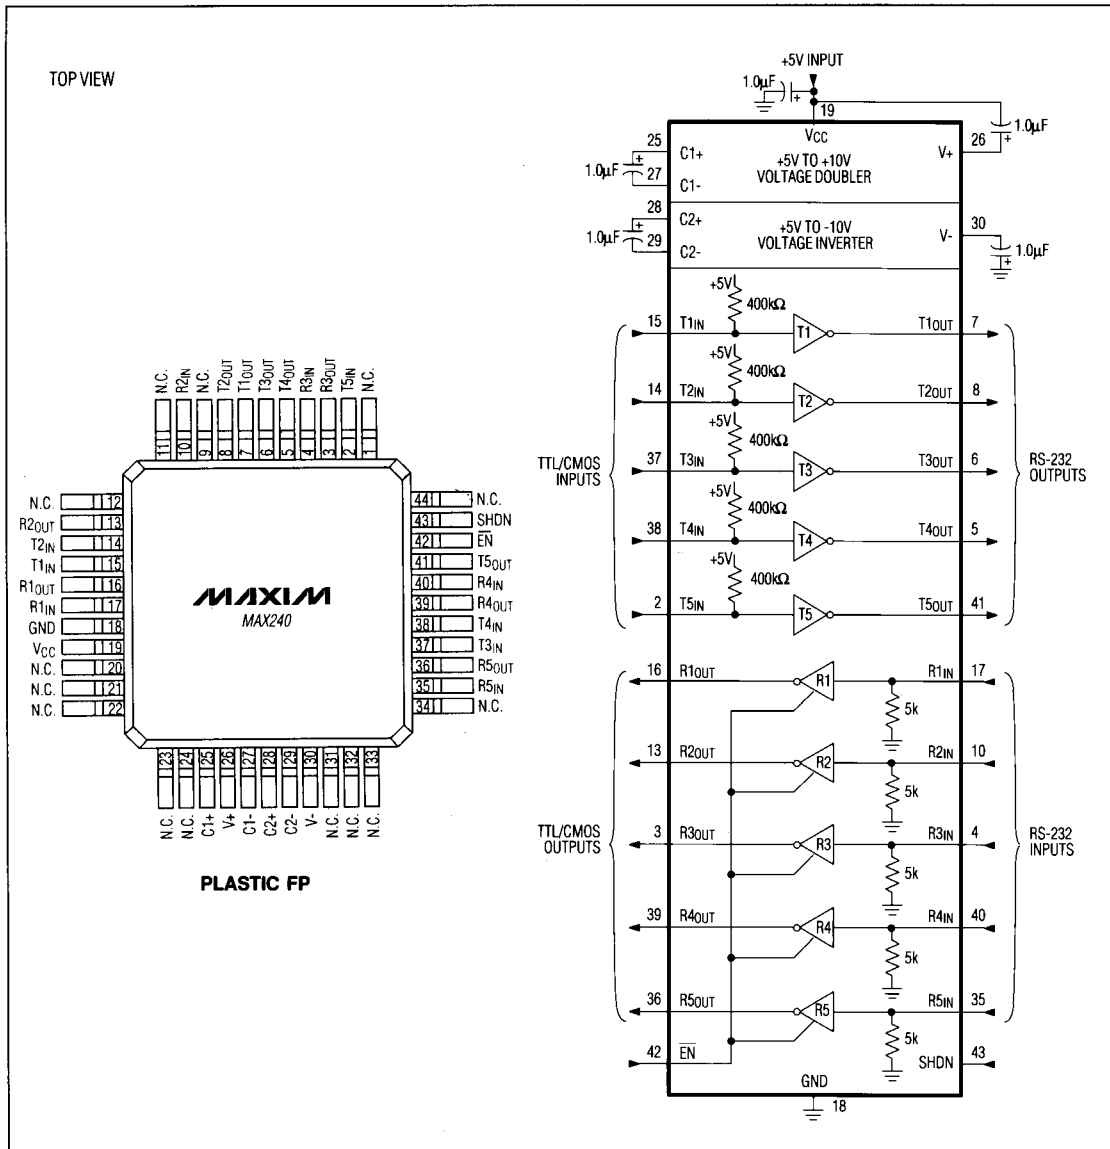 TOP VIEW
N.C.
R2IN
N.C.
T2OUT
T1OUT
T3OUT
T4OUT
R3IN
R3OUT
T5IN
N.C.
11
10
9
8
7
6
5
4
3
2
1
N.C. 12
R2OUT 13
T2IN 14
T1IN 15
R1OUT 16
R1IN 17
GND 18
VCC 19
N.C. 20
N.C. 21
N.C. 22
MAXIM
MAX240
44 N.C.
43 SHDN
42 E̅N̅
41 T5OUT
40 R4IN
39 R4OUT
38 T4IN
37 T3IN
36 R5OUT
35 R5IN
34 N.C.
23
24
25
26
27
28
29
30
31
32
33
N.C.
N.C.
C1+
V+
C1-
C2+
C2-
V-
N.C.
N.C.
N.C.
PLASTIC FP
+5V INPUT
1.0µF
+
19
VCC
1.0µF
+
25 C1+
1.0µF
+
27 C1-
+5V TO +10V
VOLTAGE DOUBLER
V+ 26
28 C2+
1.0µF
+
29 C2-
+5V TO -10V
VOLTAGE INVERTER
V- 30
1.0µF
+
TTL/CMOS
INPUTS
+5V
400kΩ
15 T1IN T1 T1OUT 7
+5V
400kΩ
14 T2IN T2 T2OUT 8
+5V
400kΩ
37 T3IN T3 T3OUT 6
+5V
400kΩ
38 T4IN T4 T4OUT 5
+5V
400kΩ
2 T5IN T5 T5OUT 41
RS-232
OUTPUTS
TTL/CMOS
OUTPUTS
16 R1OUT R1 R1IN 17
5k
13 R2OUT R2 R2IN 10
5k
3 R3OUT R3 R3IN 4
5k
39 R4OUT R4 R4IN 40
5k
36 R5OUT R5 R5IN 35
5k
RS-232
INPUTS
42 E̅N̅
SHDN 43
GND
18